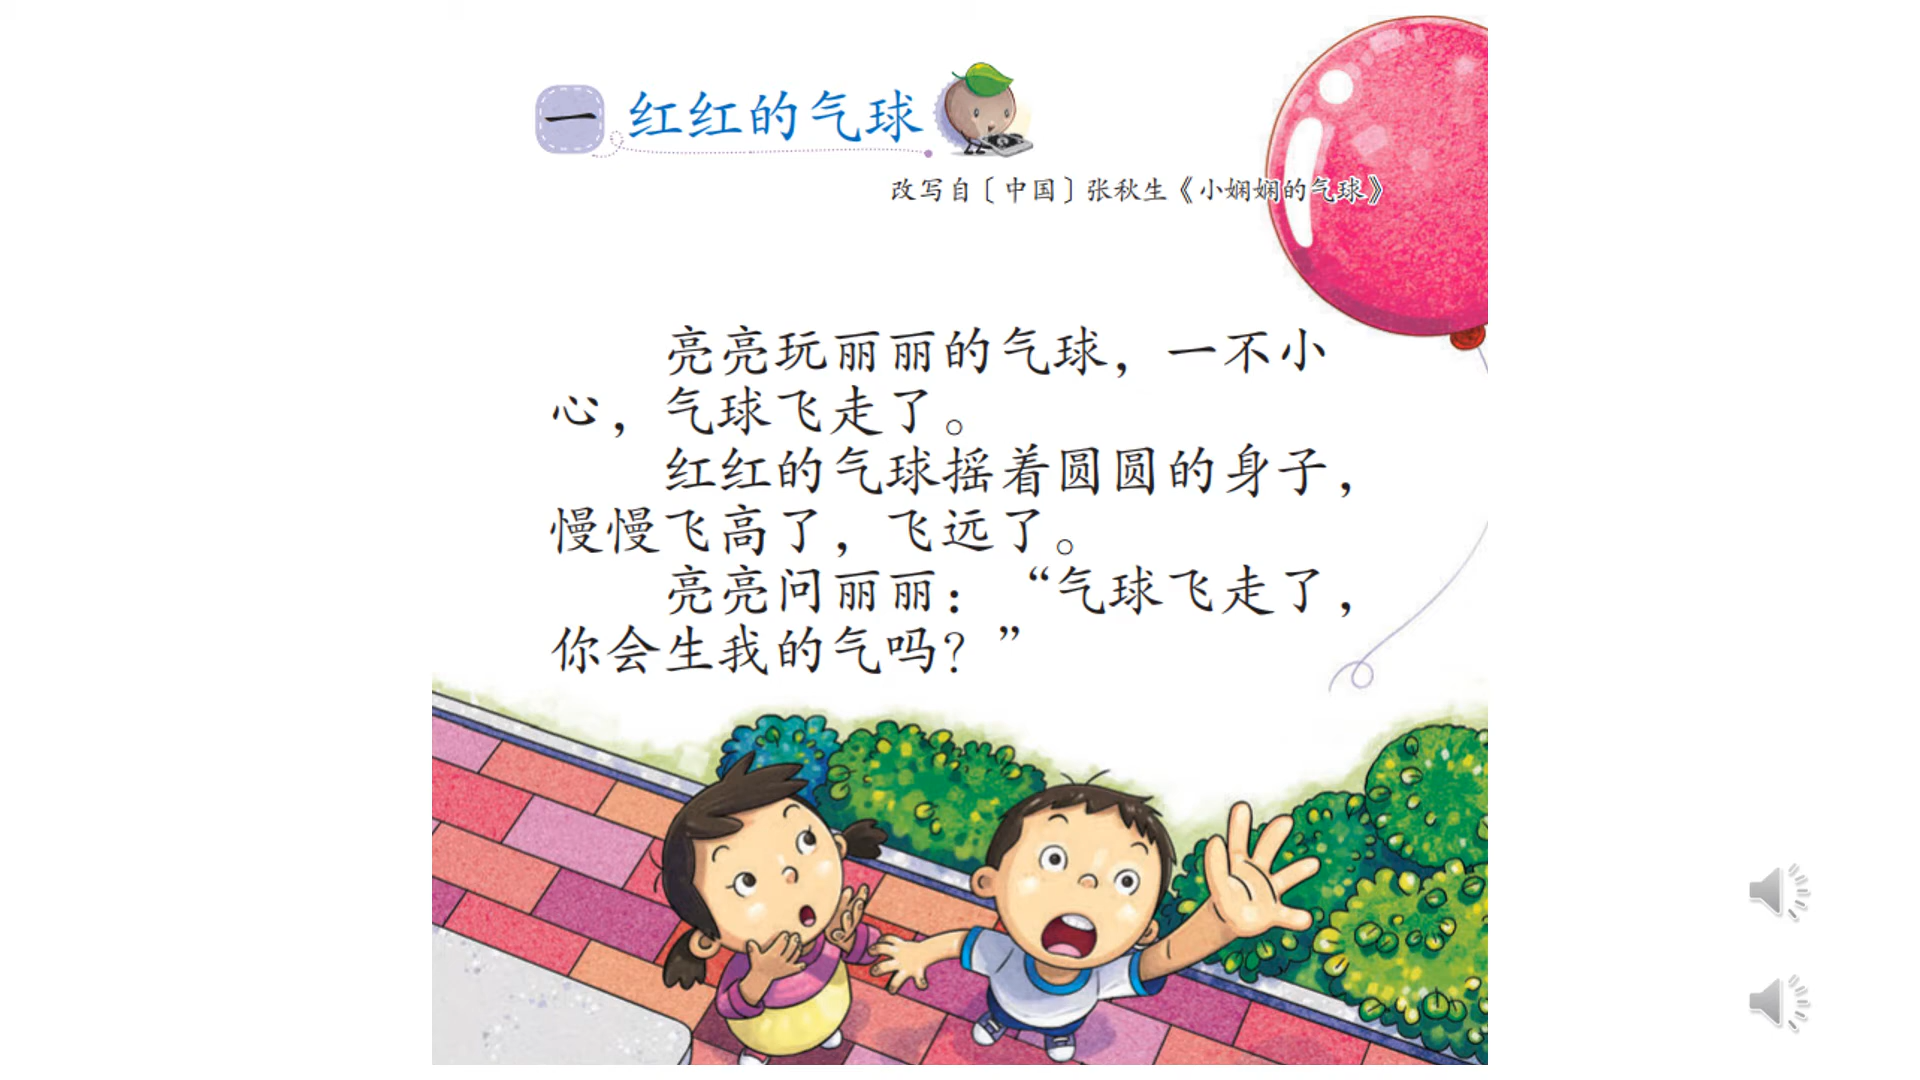 一 红红的气球
改写自〔中国〕张秋生《小娴娴的气球》
亮亮玩丽丽的气球，一不小
心，气球飞走了。
红红的气球摇着圆圆的身子，
慢慢飞高了，飞远了。
亮亮问丽丽：“气球飞走了，
你会生我的气吗？”